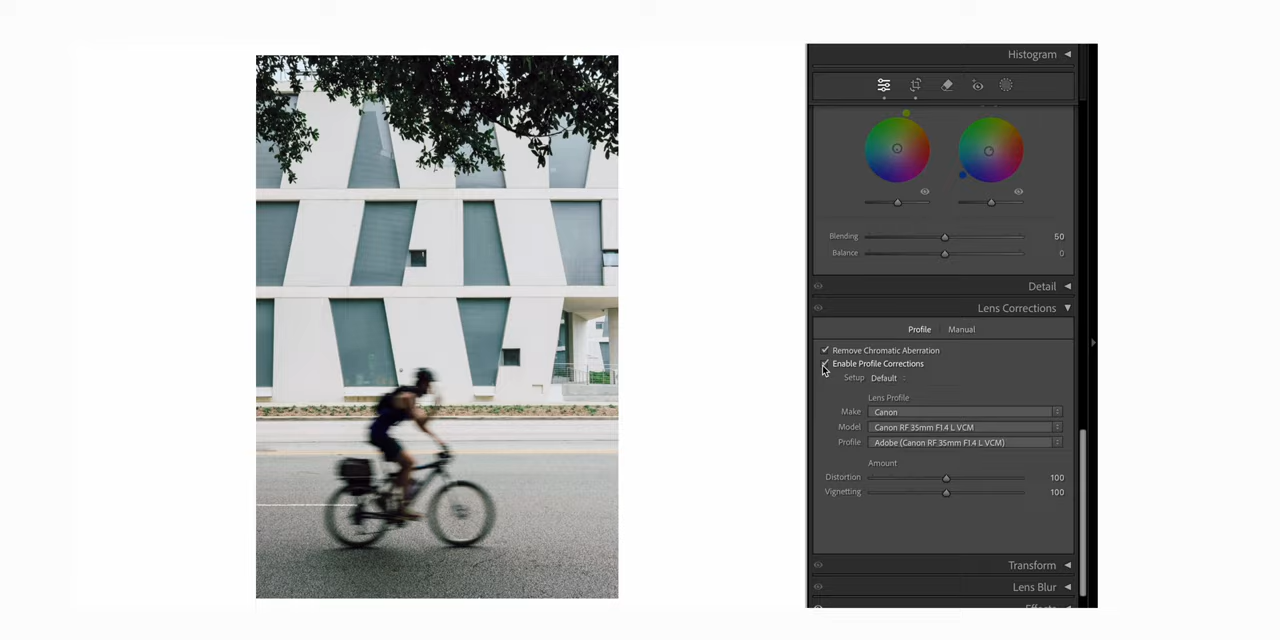 Histogram
Blending 50
Balance 0
Detail
Lens Corrections
Profile Manual
Remove Chromatic Aberration
Enable Profile Corrections
Setup Default
Lens Profile
Make Canon
Model Canon RF 35mm F1.4 L VCM
Profile Adobe (Canon RF 35mm F1.4 L VCM)
Amount
Distortion 100
Vignetting 100
Transform
Lens Blur
Effects